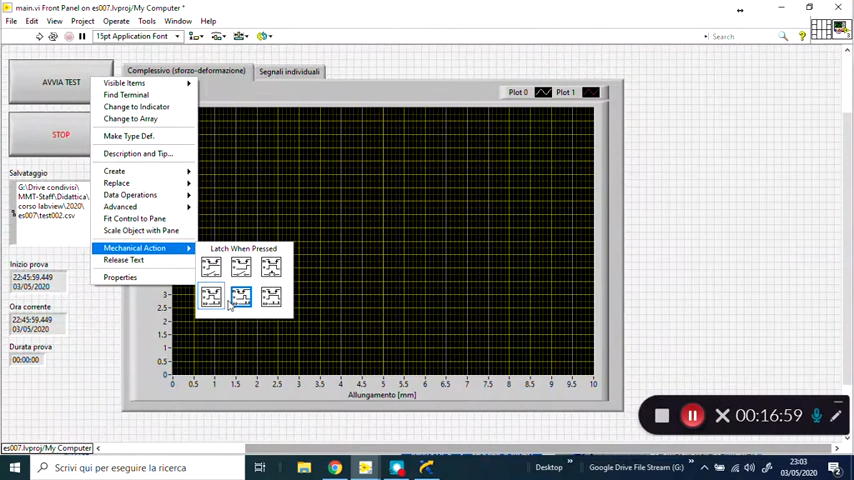 main.vi Front Panel on es007.lvproj/My Computer *
File Edit View Project Operate Tools Window Help
15pt Application Font
Search
AVVIA TEST
STOP
Salvataggio
G:\Drive condivisi\
MMT-Staff\Didattica\
corso labview\2020\
es007\test002.csv
Inizio prova
22:45:59.449
03/05/2020
Ora corrente
22:45:59.449
03/05/2020
Durata prova
00:00:00
Complessivo (sforzo-deformazione)
Segnali individuali
Plot 0
Plot 1
Visible Items
Find Terminal
Change to Indicator
Change to Array
Make Type Def.
Description and Tip...
Create
Replace
Data Operations
Advanced
Fit Control to Pane
Scale Object with Pane
Mechanical Action
Release Text
Properties
Latch When Pressed
3
2.5
2
1.5
1
0.5
0
0 0.5 1 1.5 2 2.5 3 3.5 4 4.5 5 5.5 6 6.5 7 7.5 8 8.5 9 9.5 10
Allungamento [mm]
00:16:59
es007.lvproj/My Computer
Scrivi qui per eseguire la ricerca
Desktop
Google Drive File Stream (G:)
23:03
03/05/2020
2